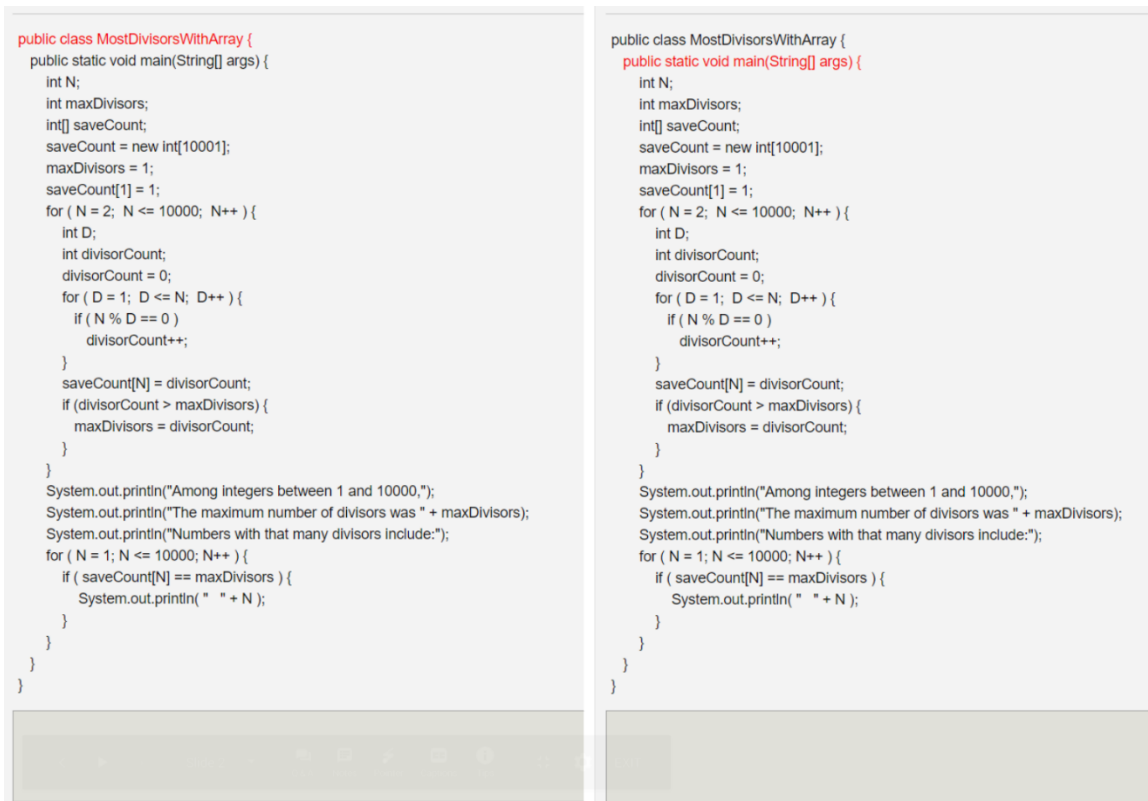 public class MostDivisorsWithArray {
public static void main(String[] args) {
int N;
int maxDivisors;
int[] saveCount;
saveCount = new int[10001];
maxDivisors = 1;
saveCount[1] = 1;
for ( N = 2;  N <= 10000;  N++ ) {
int D;
int divisorCount;
divisorCount = 0;
for ( D = 1;  D <= N;  D++ ) {
if ( N % D == 0 )
divisorCount++;
}
saveCount[N] = divisorCount;
if (divisorCount > maxDivisors) {
maxDivisors = divisorCount;
}
}
System.out.println("Among integers between 1 and 10000,");
System.out.println("The maximum number of divisors was " + maxDivisors);
System.out.println("Numbers with that many divisors include:");
for ( N = 1; N <= 10000; N++ ) {
if ( saveCount[N] == maxDivisors ) {
System.out.println( "   " + N );
}
}
}
}
public class MostDivisorsWithArray {
public static void main(String[] args) {
int N;
int maxDivisors;
int[] saveCount;
saveCount = new int[10001];
maxDivisors = 1;
saveCount[1] = 1;
for ( N = 2;  N <= 10000;  N++ ) {
int D;
int divisorCount;
divisorCount = 0;
for ( D = 1;  D <= N;  D++ ) {
if ( N % D == 0 )
divisorCount++;
}
saveCount[N] = divisorCount;
if (divisorCount > maxDivisors) {
maxDivisors = divisorCount;
}
}
System.out.println("Among integers between 1 and 10000,");
System.out.println("The maximum number of divisors was " + maxDivisors);
System.out.println("Numbers with that many divisors include:");
for ( N = 1; N <= 10000; N++ ) {
if ( saveCount[N] == maxDivisors ) {
System.out.println( "   " + N );
}
}
}
}